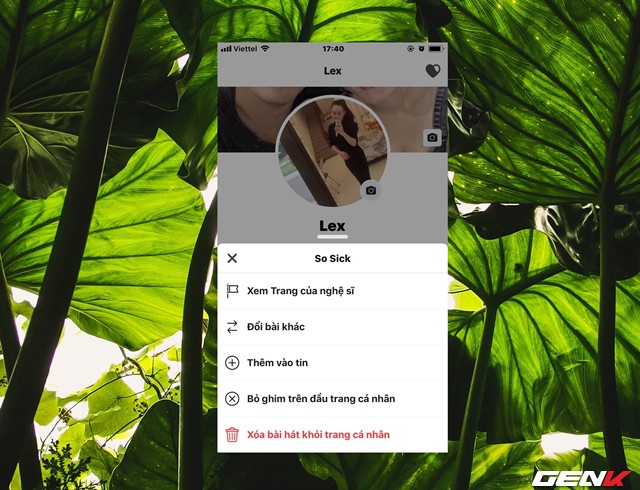 Viettel 17:40
Lex
Lex
So Sick
Xem Trang của nghệ sĩ
Đổi bài khác
Thêm vào tin
Bỏ ghim trên đầu trang cá nhân
Xóa bài hát khỏi trang cá nhân
GENK